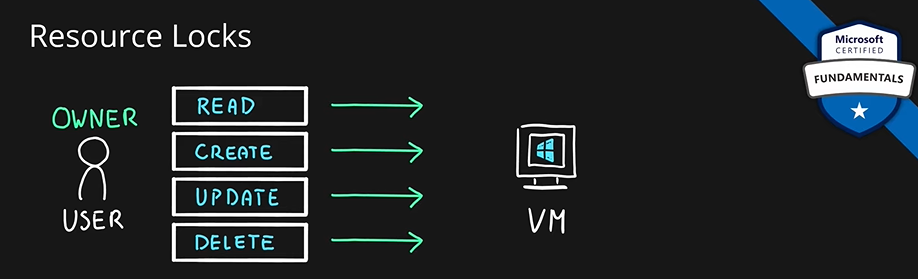 Resource Locks
Microsoft
CERTIFIED
FUNDAMENTALS
OWNER
USER
READ
CREATE
UPDATE
DELETE
VM